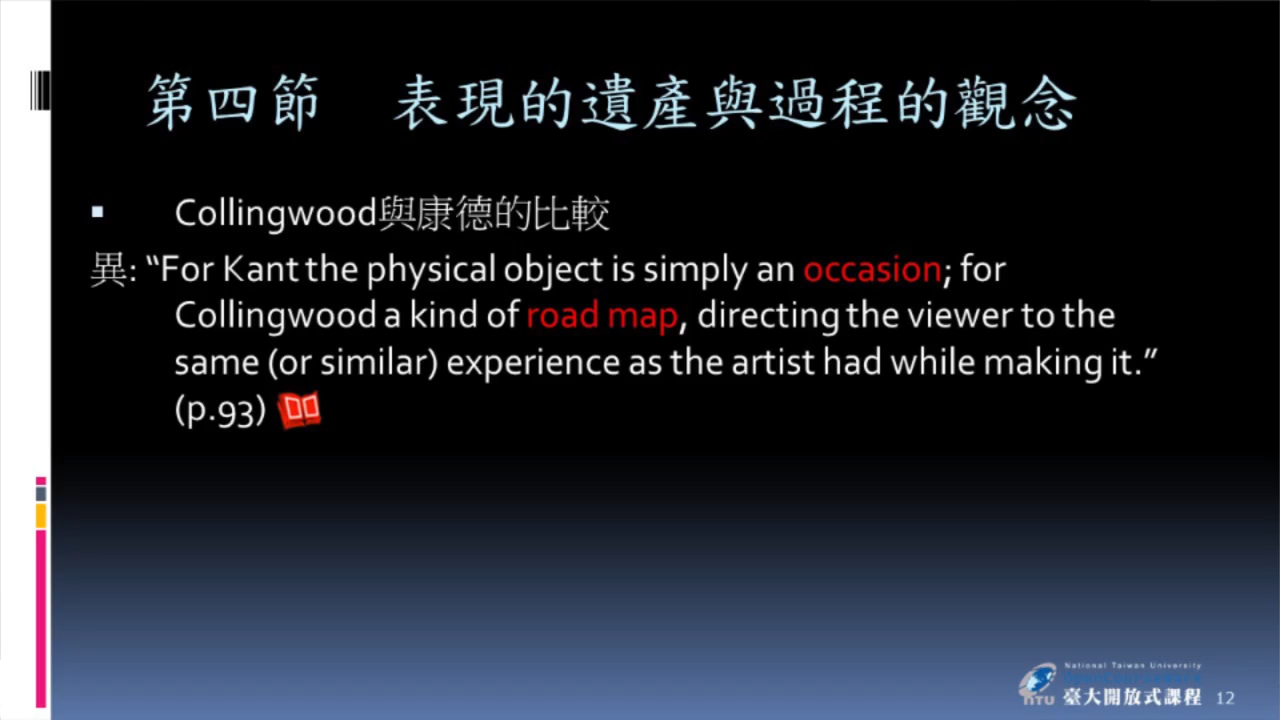 第四節　表現的遺產與過程的觀念
▪ Collingwood與康德的比較
異: “For Kant the physical object is simply an occasion; for
Collingwood a kind of road map, directing the viewer to the
same (or similar) experience as the artist had while making it.”
(p.93)
National Taiwan University
OpenCourseWare
NTU 臺大開放式課程 12